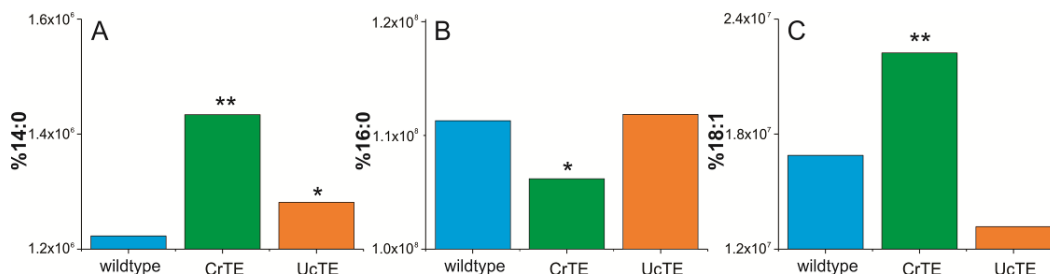 A
%14:0
1.6x10⁶
1.4x10⁶
1.2x10⁶
**
*
wildtype CrTE UcTE
B
%16:0
1.2x10⁸
1.1x10⁸
1.0x10⁸
*
wildtype CrTE UcTE
C
%18:1
2.4x10⁷
1.8x10⁷
1.2x10⁷
**
wildtype CrTE UcTE